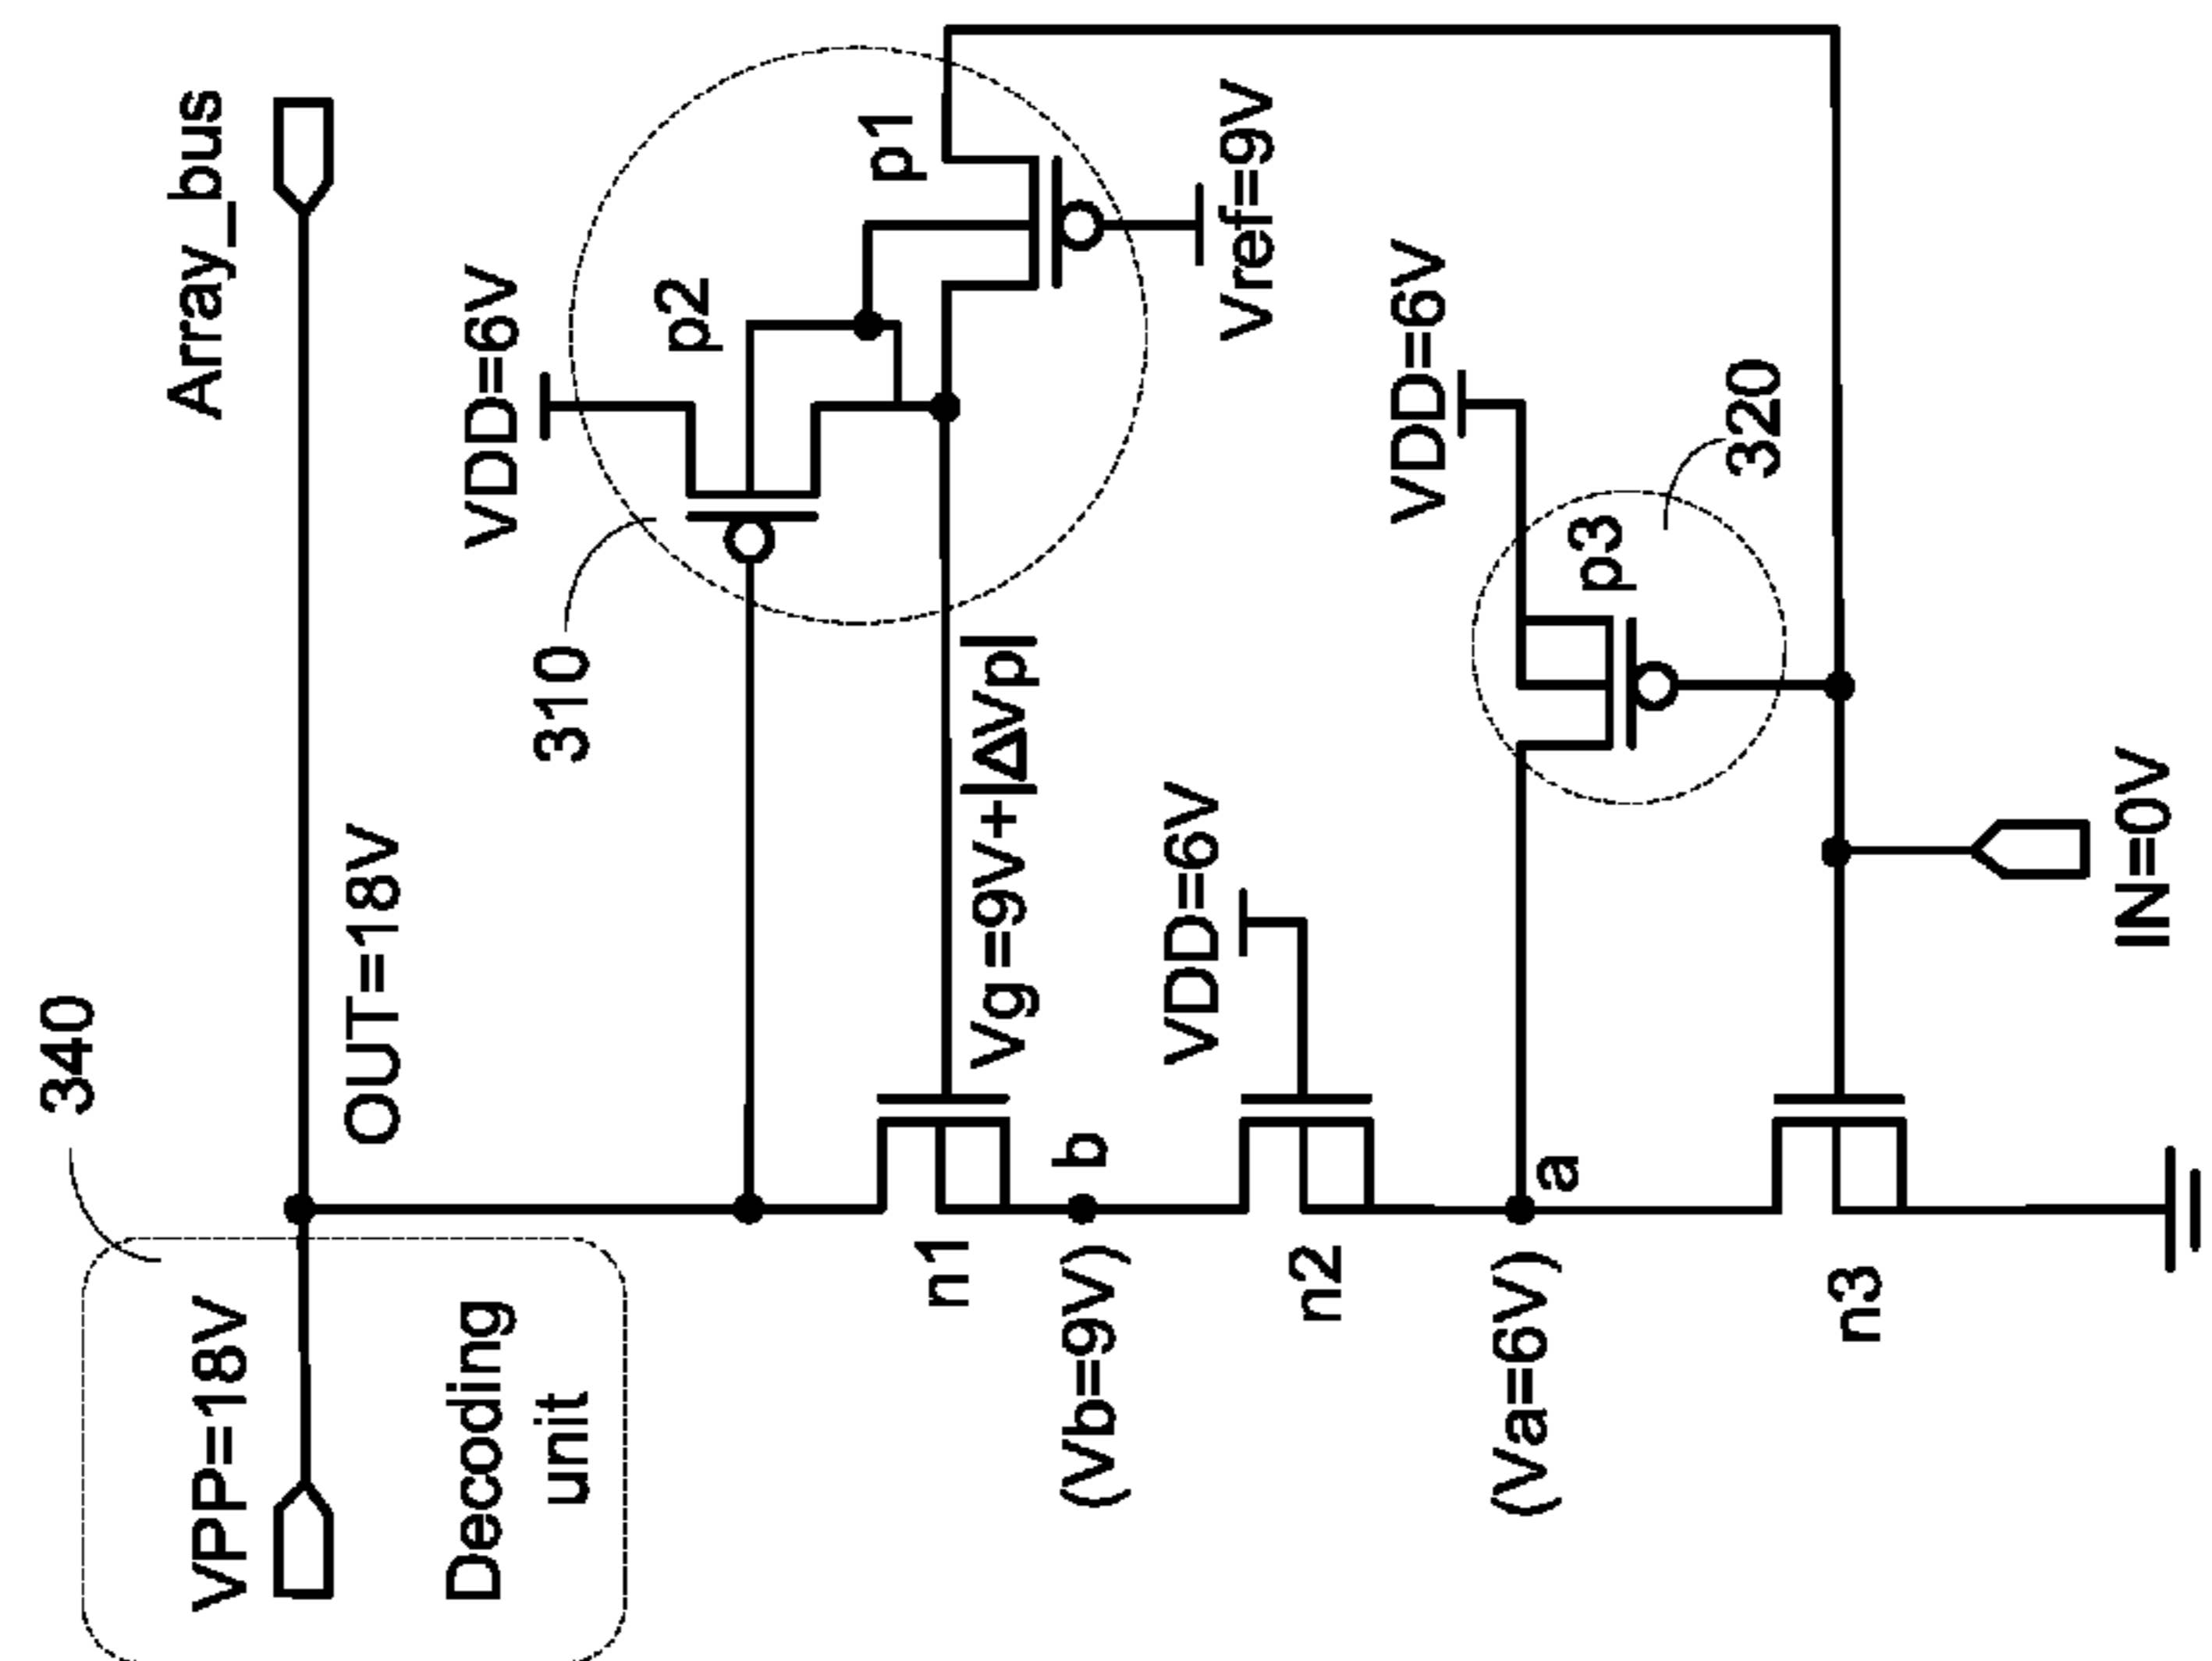 340
VPP=18V
Decoding
unit
OUT=18V
Array_bus
310
VDD=6V
p2
p1
Vref=9V
Vg =9V+|ΔVp|
n1
b
(Vb=9V)
VDD=6V
n2
a
(Va=6V)
VDD=6V
p3
320
n3
IN=0V